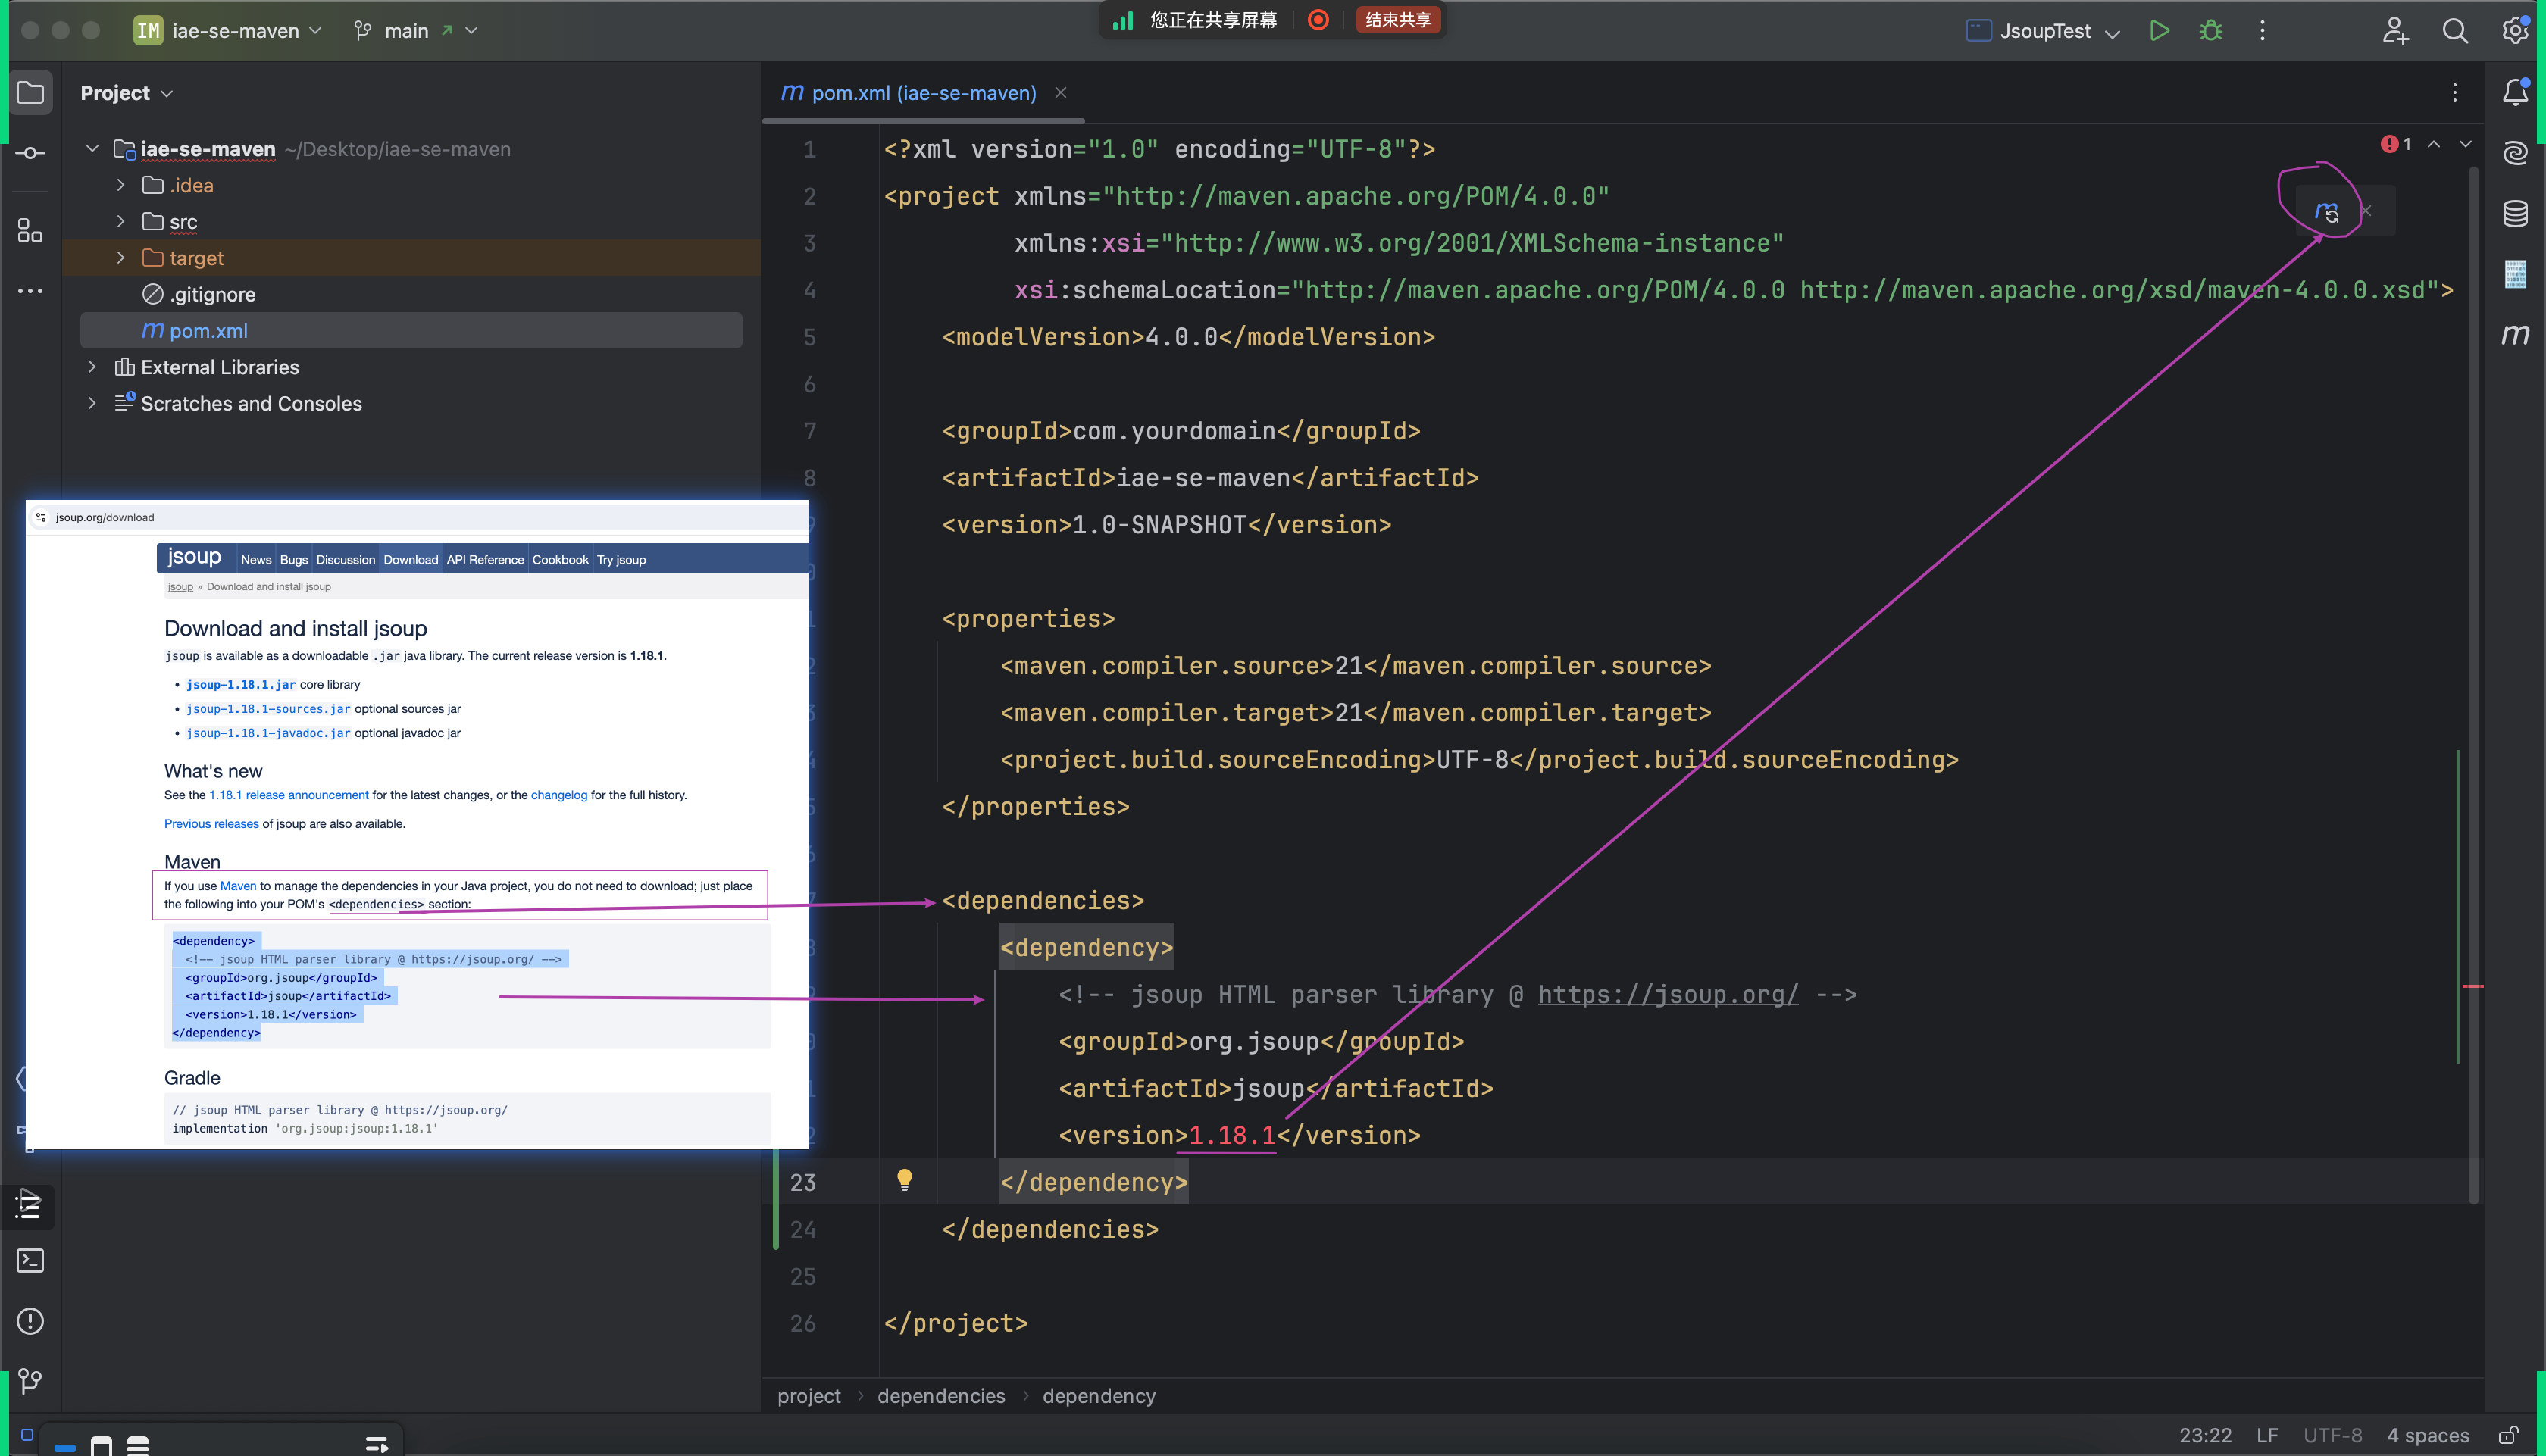 IM iae-se-maven main
您正在共享屏幕 结束共享
JsoupTest
Project
iae-se-maven ~/Desktop/iae-se-maven
.idea
src
target
.gitignore
pom.xml
External Libraries
Scratches and Consoles
pom.xml (iae-se-maven)
1
1 <?xml version="1.0" encoding="UTF-8"?>
2 <project xmlns="http://maven.apache.org/POM/4.0.0"
3 xmlns:xsi="http://www.w3.org/2001/XMLSchema-instance"
4 xsi:schemaLocation="http://maven.apache.org/POM/4.0.0 http://maven.apache.org/xsd/maven-4.0.0.xsd">
5 <modelVersion>4.0.0</modelVersion>
6
7 <groupId>com.yourdomain</groupId>
8 <artifactId>iae-se-maven</artifactId>
<version>1.0-SNAPSHOT</version>
<properties>
<maven.compiler.source>21</maven.compiler.source>
<maven.compiler.target>21</maven.compiler.target>
<project.build.sourceEncoding>UTF-8</project.build.sourceEncoding>
</properties>
<dependencies>
<dependency>
<!-- jsoup HTML parser library @ https://jsoup.org/ -->
<groupId>org.jsoup</groupId>
<artifactId>jsoup</artifactId>
<version>1.18.1</version>
23 </dependency>
24 </dependencies>
25
26 </project>
jsoup.org/download
jsoup News Bugs Discussion Download API Reference Cookbook Try jsoup
jsoup » Download and install jsoup
Download and install jsoup
jsoup is available as a downloadable .jar java library. The current release version is 1.18.1.
• jsoup-1.18.1.jar core library
• jsoup-1.18.1-sources.jar optional sources jar
• jsoup-1.18.1-javadoc.jar optional javadoc jar
What's new
See the 1.18.1 release announcement for the latest changes, or the changelog for the full history.
Previous releases of jsoup are also available.
Maven
If you use Maven to manage the dependencies in your Java project, you do not need to download; just place
the following into your POM's <dependencies> section:
<dependency>
<!-- jsoup HTML parser library @ https://jsoup.org/ -->
<groupId>org.jsoup</groupId>
<artifactId>jsoup</artifactId>
<version>1.18.1</version>
</dependency>
Gradle
// jsoup HTML parser library @ https://jsoup.org/
implementation 'org.jsoup:jsoup:1.18.1'
project › dependencies › dependency
23:22 LF UTF-8 4 spaces